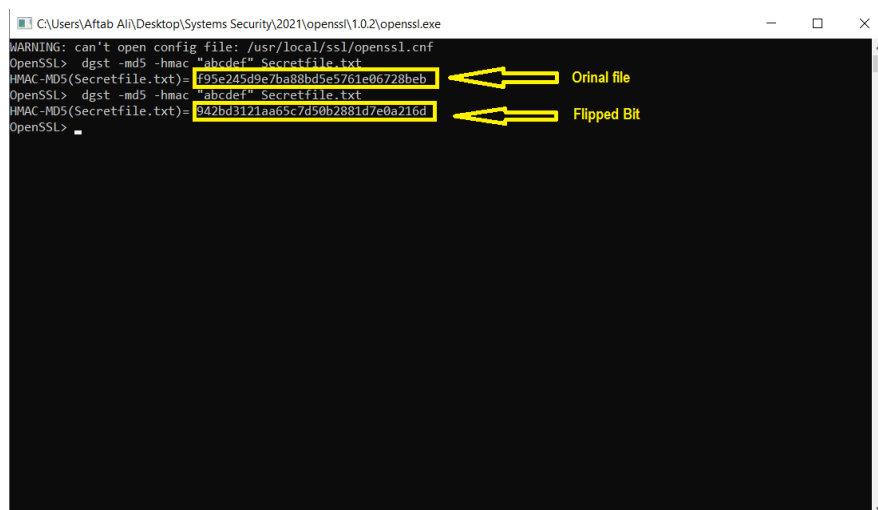 C:\Users\Aftab Ali\Desktop\Systems Security\2021\openssl\1.0.2\openssl.exe
WARNING: can't open config file: /usr/local/ssl/openssl.cnf
OpenSSL>  dgst -md5 -hmac "abcdef" Secretfile.txt
HMAC-MD5(Secretfile.txt)= f95e245d9e7ba88bd5e5761e06728beb
Orinal file
OpenSSL>  dgst -md5 -hmac "abcdef" Secretfile.txt
HMAC-MD5(Secretfile.txt)= 942bd3121aa65c7d50b2881d7e0a216d
Flipped Bit
OpenSSL>